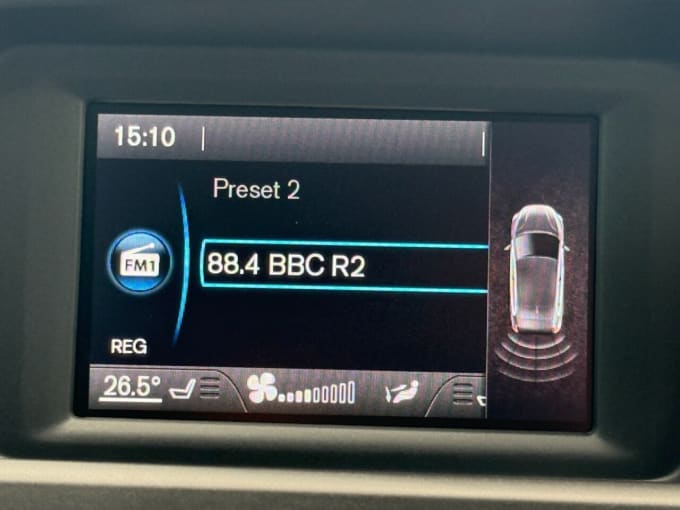 15:10
Preset 2
FM1
88.4 BBC R2
REG
26.5°